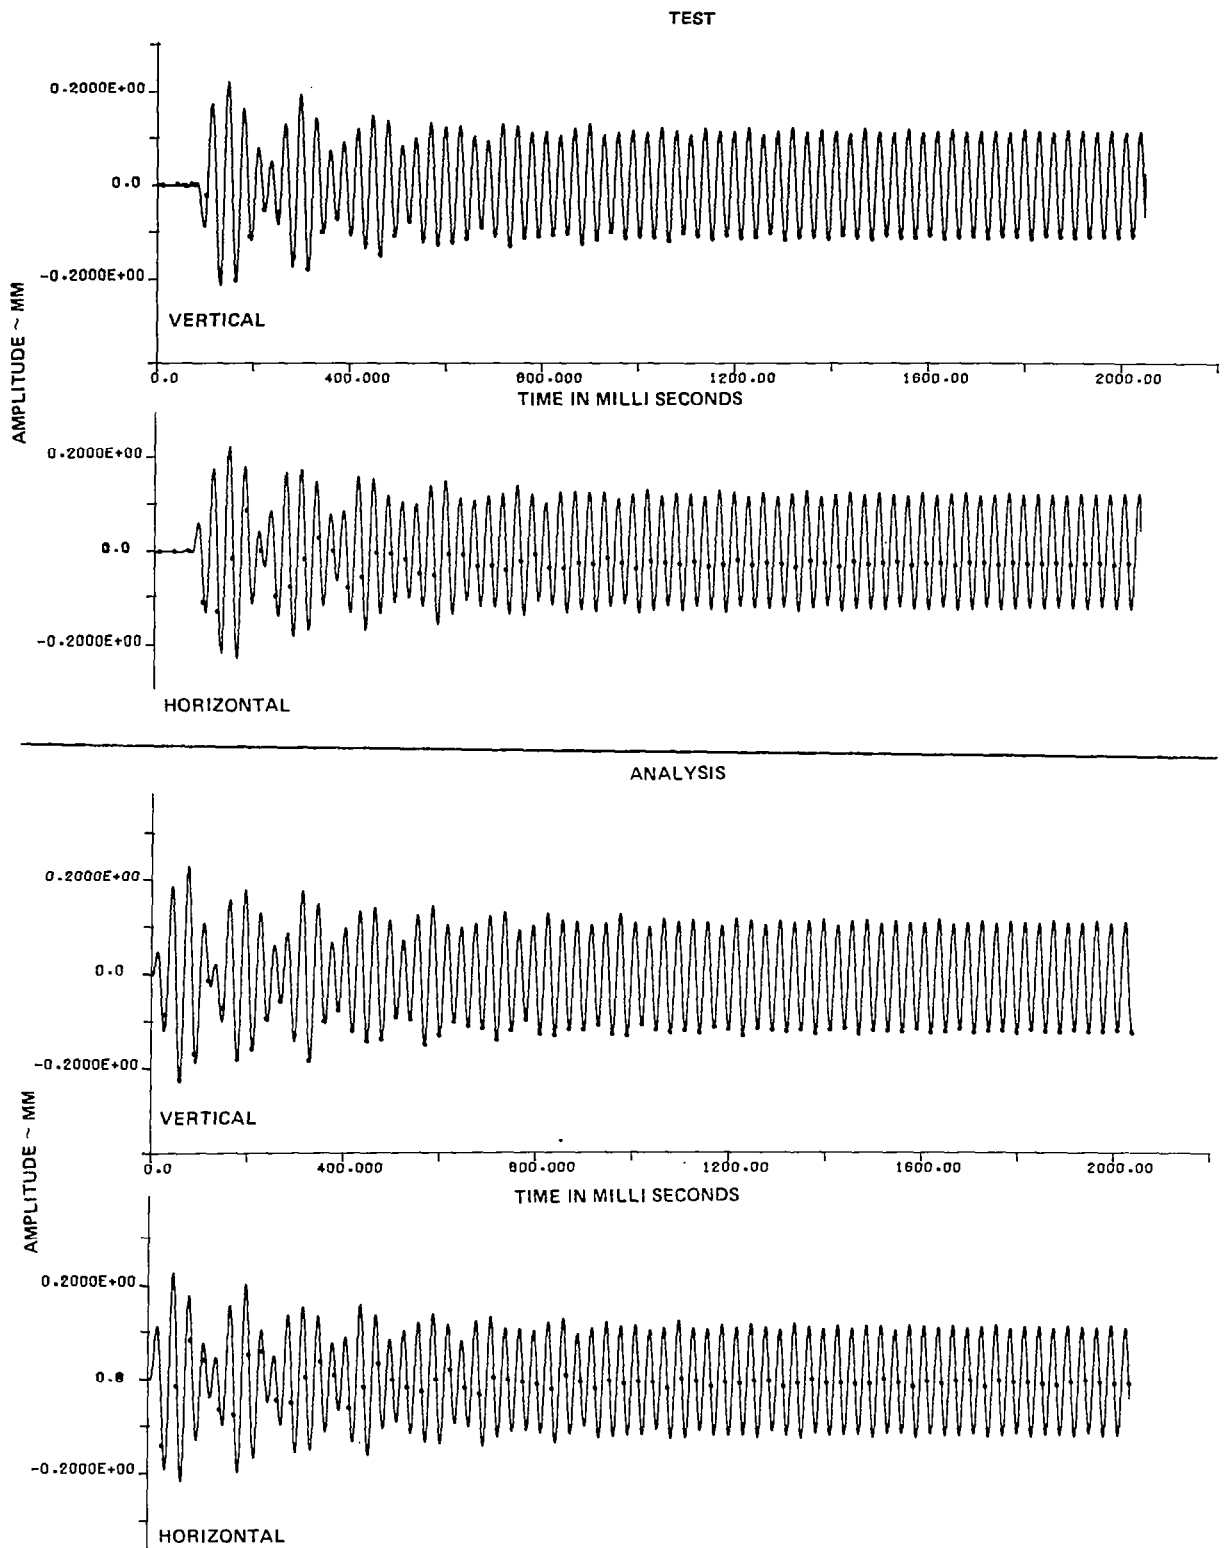 TEST
0.2000E+00
0.0
-0.2000E+00
VERTICAL
AMPLITUDE ~ MM
0.0 400.000 800.000 1200.00 1600.00 2000.00
TIME IN MILLI SECONDS
0.2000E+00
0.0
-0.2000E+00
HORIZONTAL
ANALYSIS
0.2000E+00
0.0
-0.2000E+00
VERTICAL
AMPLITUDE ~ MM
0.0 400.000 800.000 1200.00 1600.00 2000.00
TIME IN MILLI SECONDS
0.2000E+00
0.0
-0.2000E+00
HORIZONTAL